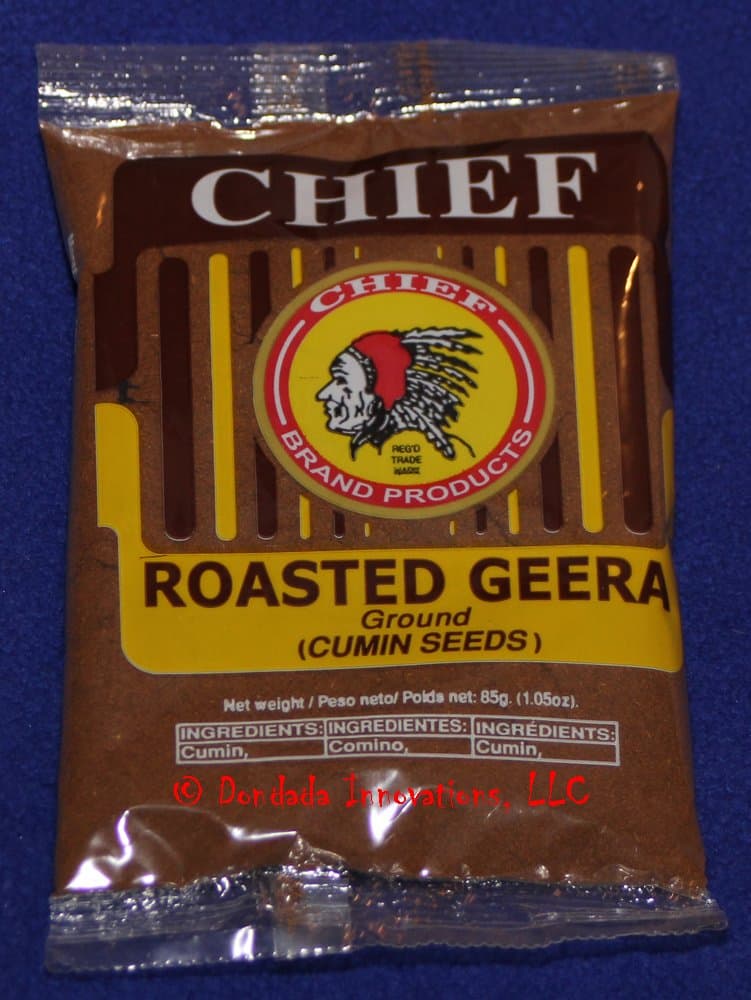 CHIEF
CHIEF
BRAND PRODUCTS
REG'D
TRADE
MARK
ROASTED GEERA
Ground
(CUMIN SEEDS)
Net weight / Peso neto/ Poids net: 85g. (1.05oz).
INGREDIENTS: INGREDIENTES: INGRÉDIENTS:
Cumin, Comino, Cumin,
© Dondada Innovations, LLC